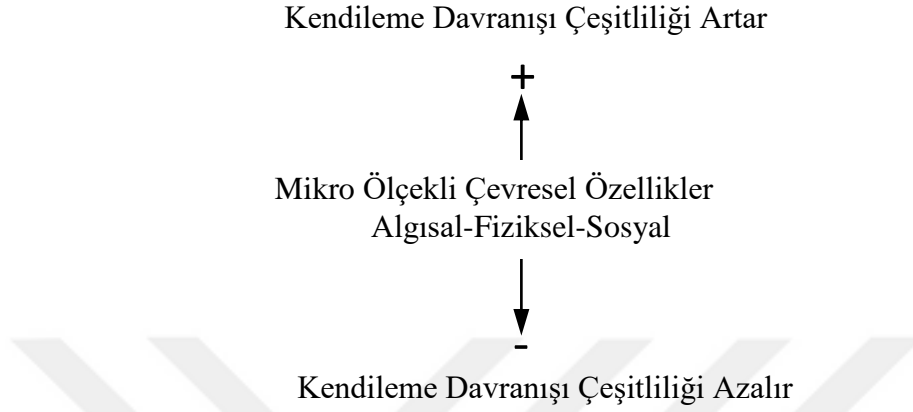 Kendileme Davranışı Çeşitliliği Artar
+
Mikro Ölçekli Çevresel Özellikler
Algısal-Fiziksel-Sosyal
-
Kendileme Davranışı Çeşitliliği Azalır